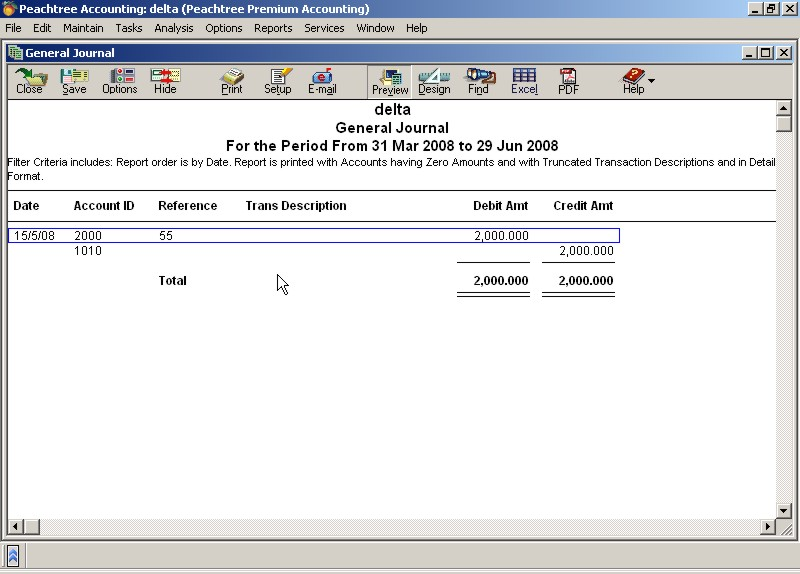 Peachtree Accounting: delta (Peachtree Premium Accounting)
File Edit Maintain Tasks Analysis Options Reports Services Window Help
General Journal
Close Save Options Hide Print Setup E-mail Preview Design Find Excel PDF Help
delta
General Journal
For the Period From 31 Mar 2008 to 29 Jun 2008
Filter Criteria includes: Report order is by Date. Report is printed with Accounts having Zero Amounts and with Truncated Transaction Descriptions and in Detail
Format.
Date Account ID Reference Trans Description Debit Amt Credit Amt
15/5/08 2000 55 2,000.000
1010 2,000.000
Total 2,000.000 2,000.000